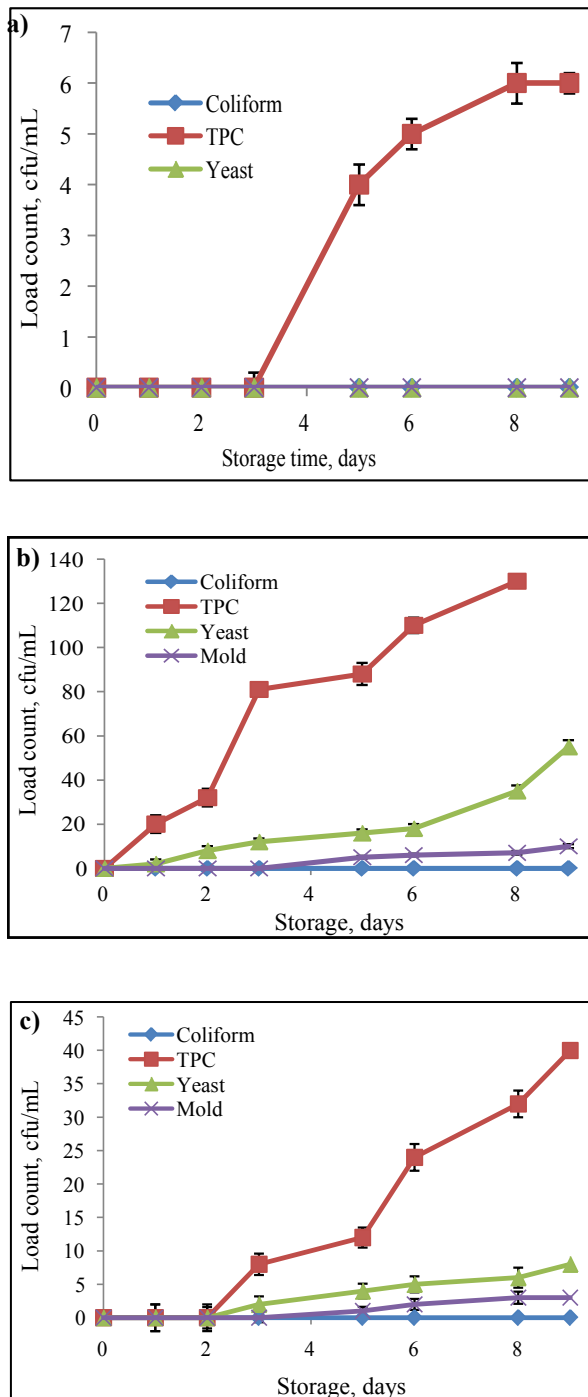 a)
Load count, cfu/mL
7
6
5
4
3
2
1
0
Coliform
TPC
Yeast
0 2 4 6 8
Storage time, days
b)
Load count, cfu/mL
140
120
100
80
60
40
20
0
Coliform
TPC
Yeast
Mold
0 2 4 6 8
Storage, days
c)
Load count, cfu/mL
45
40
35
30
25
20
15
10
5
0
Coliform
TPC
Yeast
Mold
0 2 4 6 8
Storage, days